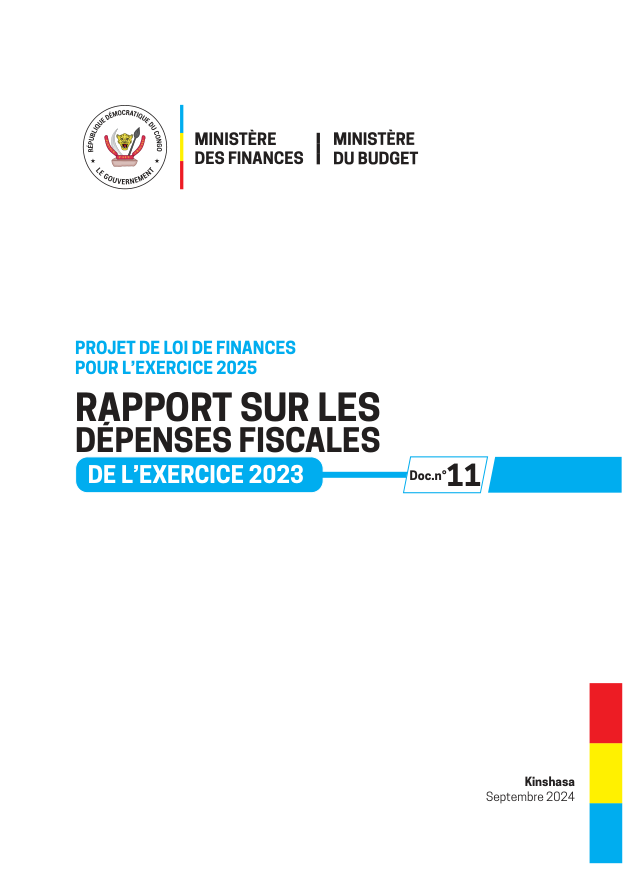 RÉPUBLIQUE DÉMOCRATIQUE DU CONGO
LE GOUVERNEMENT
MINISTÈRE
DES FINANCES
MINISTÈRE
DU BUDGET
PROJET DE LOI DE FINANCES
POUR L'EXERCICE 2025
RAPPORT SUR LES
DÉPENSES FISCALES
DE L'EXERCICE 2023
Doc.n°11
Kinshasa
Septembre 2024